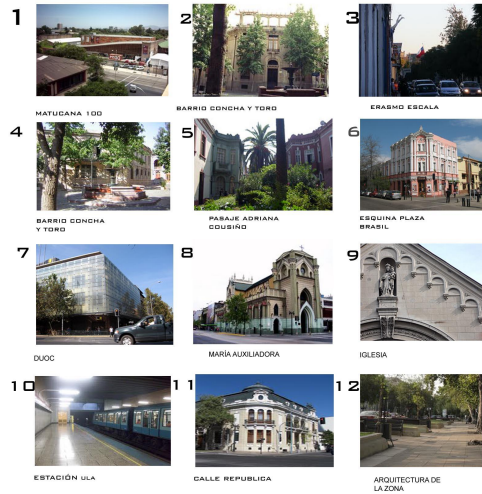 1
2
3
MATUCANA 100
BARRIO CONCHA Y TORO
ERASMO ESCALA
4
5
6
BARRIO CONCHA
Y TORO
PASAJE ADRIANA
COUSIÑO
ESQUINA PLAZA
BRASIL
7
8
9
DUOC
MARÍA AUXILIADORA
IGLESIA
10
11
12
ESTACIÓN ULA
CALLE REPUBLICA
ARQUITECTURA DE
LA ZONA